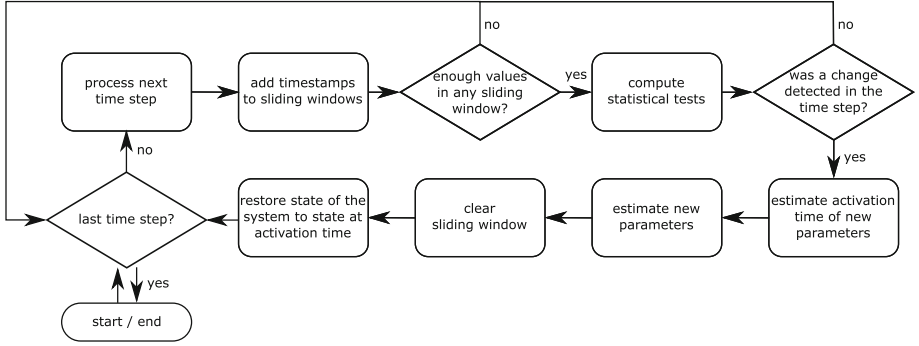 no
no
process next
time step
add timestamps
to sliding windows
enough values
in any sliding
window?
yes
compute
statistical tests
was a change
detected in the
time step?
no
yes
last time step?
restore state of the
system to state at
activation time
clear
sliding window
estimate new
parameters
estimate activation
time of new
parameters
yes
start / end